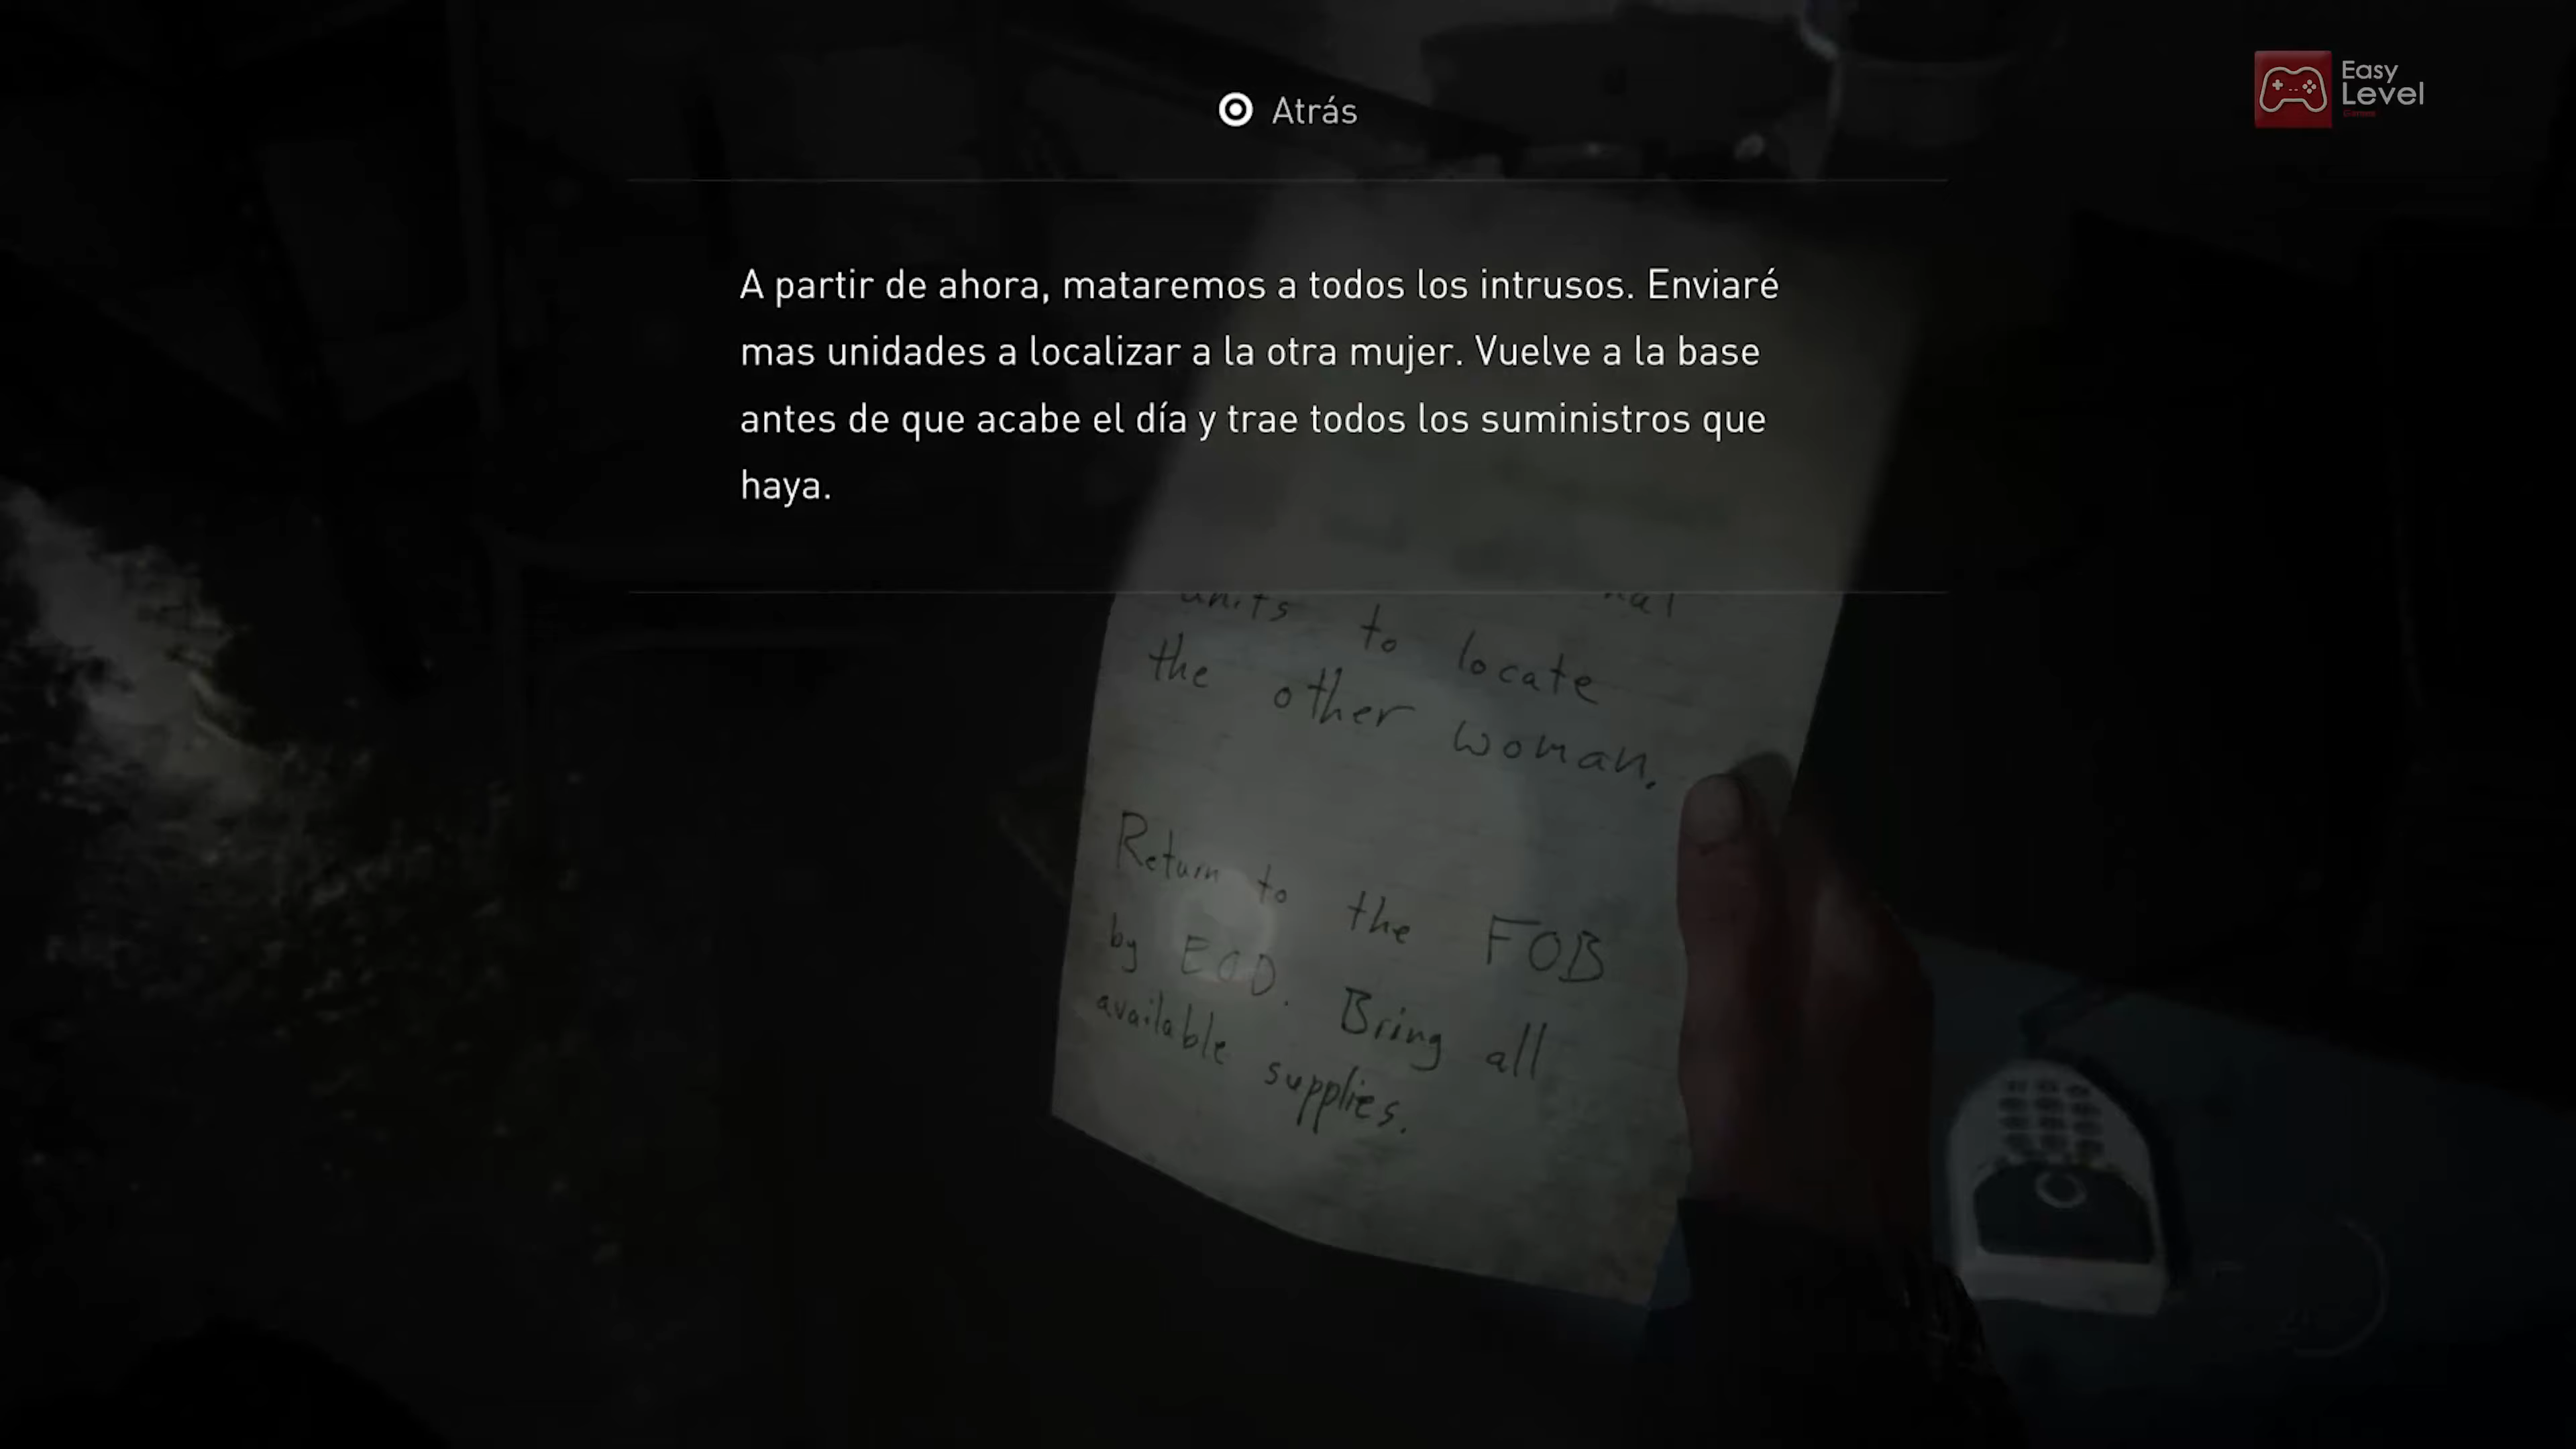 Atrás
Easy
Level
Games
A partir de ahora, mataremos a todos los intrusos. Enviaré
mas unidades a localizar a la otra mujer. Vuelve a la base
antes de que acabe el día y trae todos los suministros que
haya.
units
to locate
the other woman.
Return to the FOB
by EOD. Bring all
available supplies.